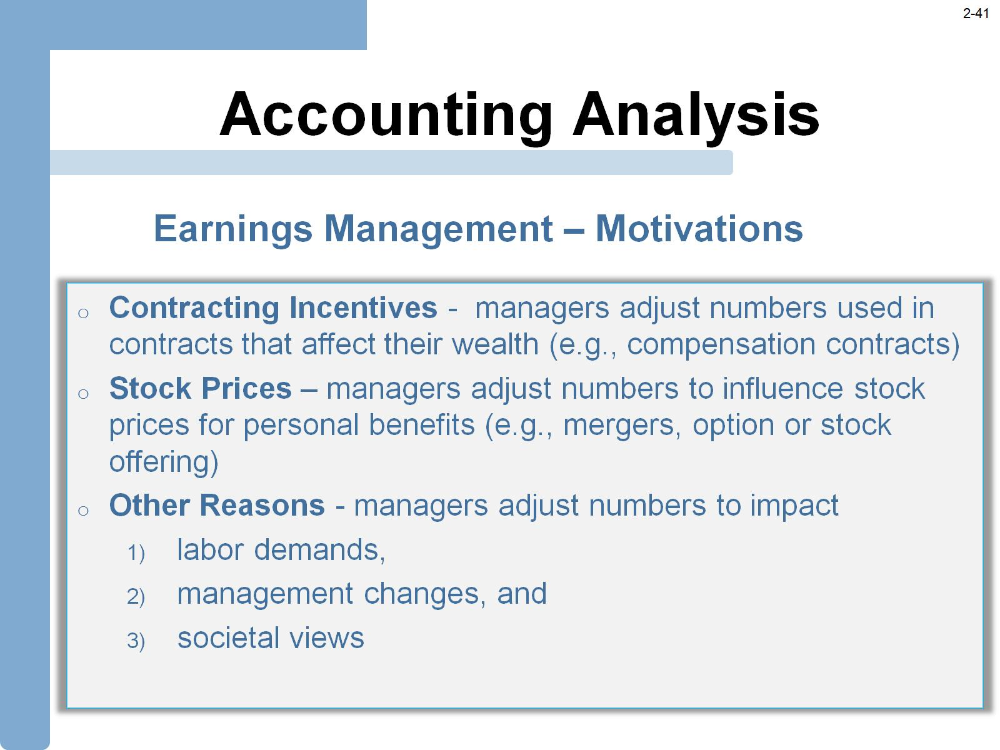 2-41
Accounting Analysis
Earnings Management – Motivations
o Contracting Incentives -  managers adjust numbers used in
contracts that affect their wealth (e.g., compensation contracts)
o Stock Prices – managers adjust numbers to influence stock
prices for personal benefits (e.g., mergers, option or stock
offering)
o Other Reasons - managers adjust numbers to impact
1) labor demands,
2) management changes, and
3) societal views